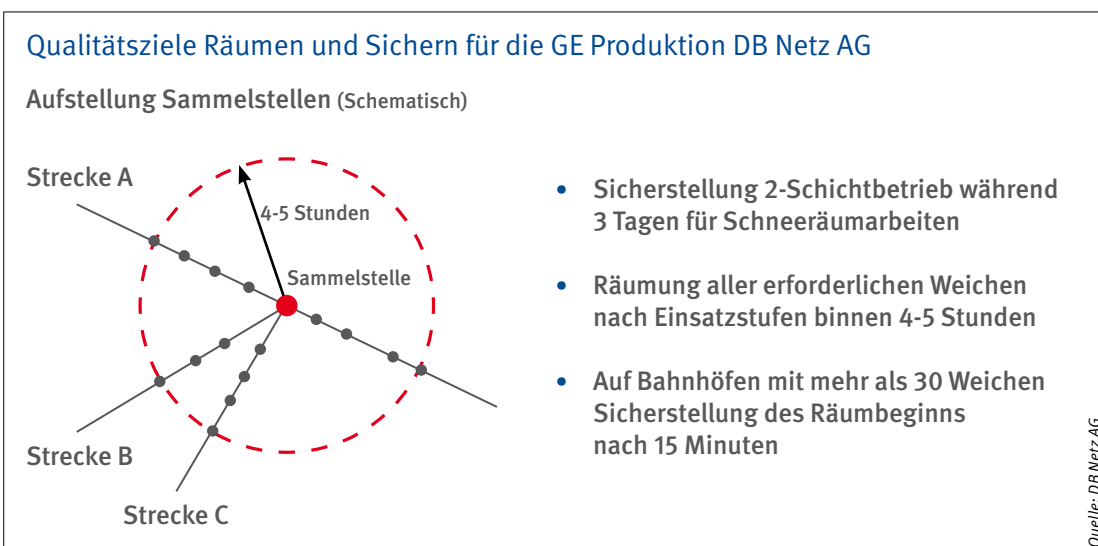 Qualitätsziele Räumen und Sichern für die GE Produktion DB Netz AG
Aufstellung Sammelstellen (Schematisch)
Strecke A
4-5 Stunden
Sammelstelle
Strecke B
Strecke C
• Sicherstellung 2-Schichtbetrieb während
3 Tagen für Schneeräumarbeiten
• Räumung aller erforderlichen Weichen
nach Einsatzstufen binnen 4-5 Stunden
• Auf Bahnhöfen mit mehr als 30 Weichen
Sicherstellung des Räumbeginns
nach 15 Minuten
Quelle: DB Netz AG